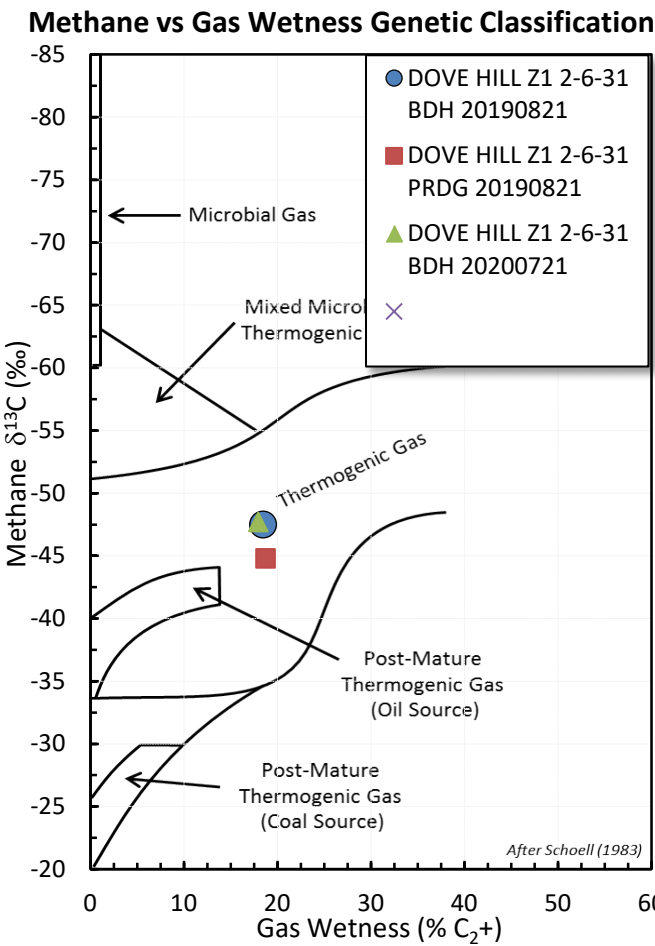 Methane vs Gas Wetness Genetic Classification
-85
-80
-75
-70
-65
-60
-55
-50
-45
-40
-35
-30
-25
-20
Methane δ¹³C (‰)
DOVE HILL Z1 2-6-31
BDH 20190821
DOVE HILL Z1 2-6-31
PRDG 20190821
DOVE HILL Z1 2-6-31
BDH 20200721
Microbial Gas
Mixed Micro
Thermogenic
Thermogenic Gas
Post-Mature
Thermogenic Gas
(Oil Source)
Post-Mature
Thermogenic Gas
(Coal Source)
After Schoell (1983)
0 10 20 30 40 50 60
Gas Wetness (% C₂+)